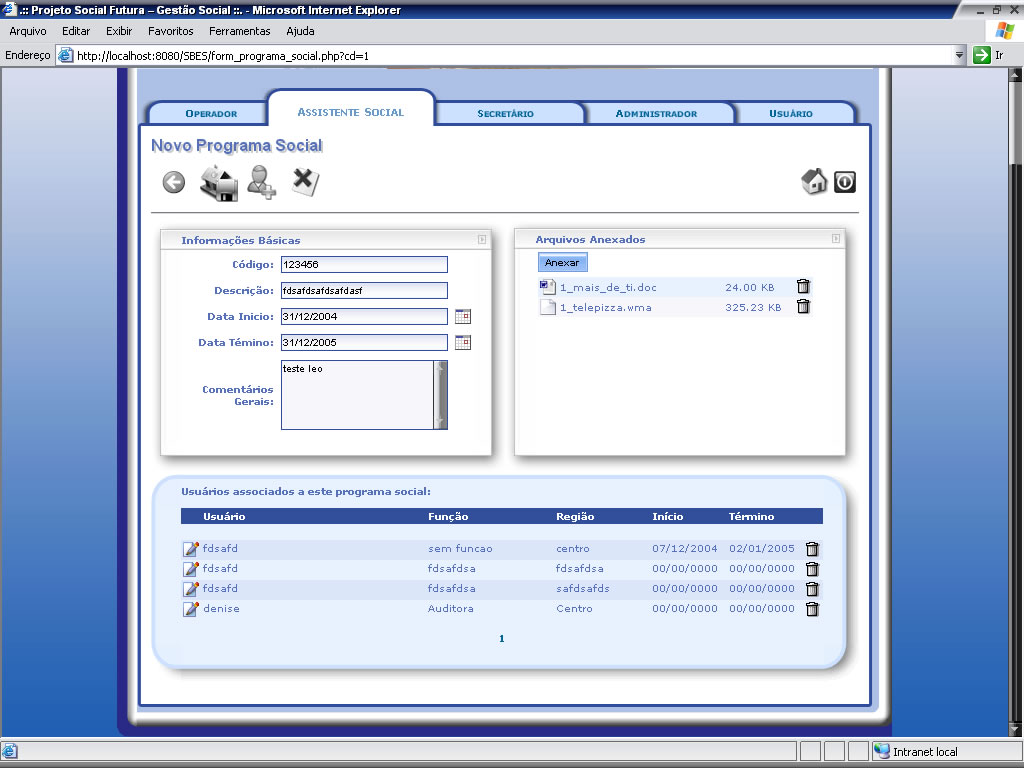 .:: Projeto Social Futura – Gestão Social ::. - Microsoft Internet Explorer
Arquivo Editar Exibir Favoritos Ferramentas Ajuda
Endereço http://localhost:8080/SBES/form_programa_social.php?cd=1 Ir
OPERADOR ASSISTENTE SOCIAL SECRETÁRIO ADMINISTRADOR USUÁRIO
Novo Programa Social
Informações Básicas
Código: 123456
Descrição: fdsafdsafdsafdasf
Data Inicio: 31/12/2004
Data Témino: 31/12/2005
Comentários Gerais: teste leo
Arquivos Anexados
Anexar
1_mais_de_ti.doc 24.00 KB
1_telepizza.wma 325.23 KB
Usuários associados a este programa social:
Usuário Função Região Início Término
fdsafd sem funcao centro 07/12/2004 02/01/2005
fdsafd fdsafdsa fdsafdsa 00/00/0000 00/00/0000
fdsafd fdsafdsa safdsafds 00/00/0000 00/00/0000
denise Auditora Centro 00/00/0000 00/00/0000
1
Intranet local